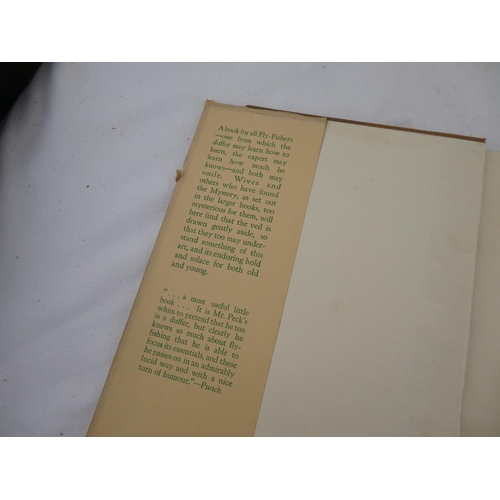 A book for all Fly-Fishers
—one from which the
duffer may learn how to
learn, the expert may
learn how much he
knows—and both may
smile. Wives and
others who have found
the Mystery, as set out
in the larger books, too
mysterious for them, will
here find that the veil is
drawn gently aside, so
that they too may under-
stand something of this
art, and its enduring hold
and solace for both old
and young.
“ . . . a most useful little
book . . . It is Mr. Peck's
whim to pretend that he too
is a duffer, but clearly he
knows so much about fly-
fishing that he is able to
focus its essentials, and these
he passes on in an admirably
lucid way and with a nice
turn of humour.”—Punch.